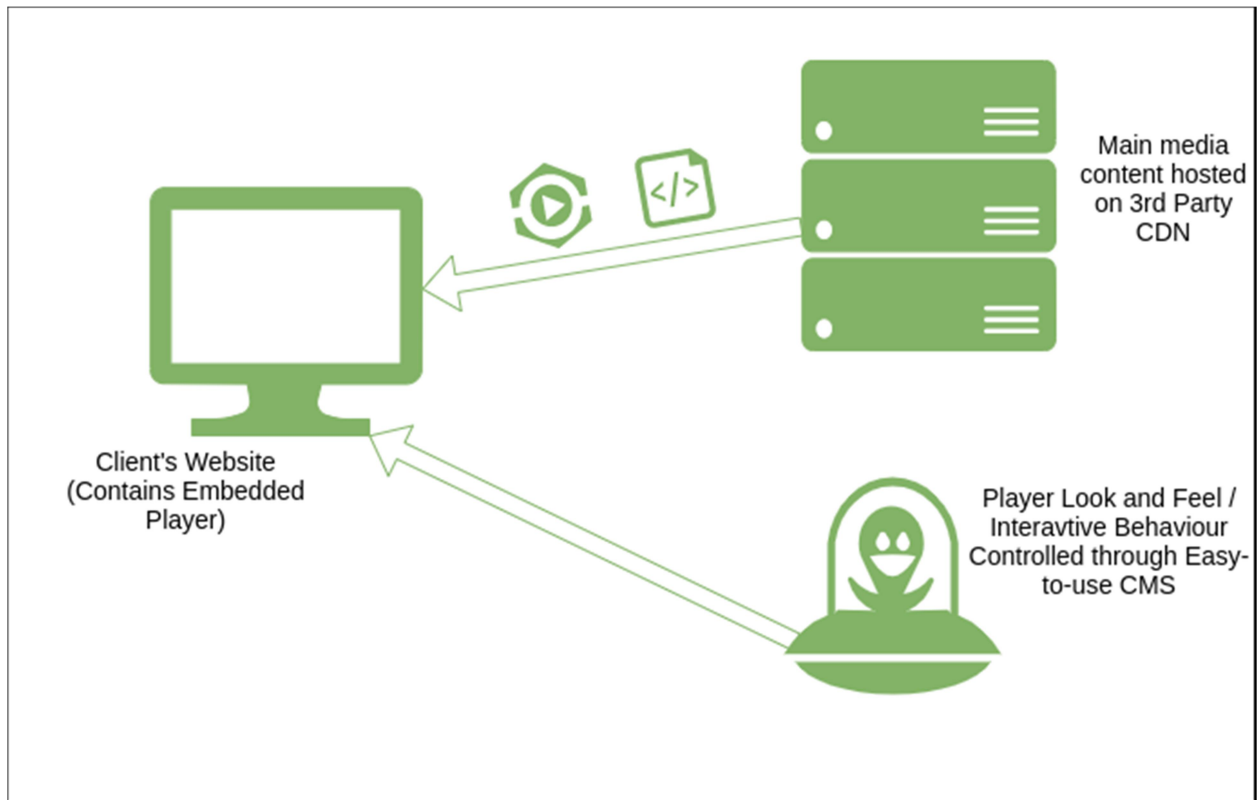 Main media
content hosted
on 3rd Party
CDN
</>
Client's Website
(Contains Embedded
Player)
Player Look and Feel /
Interavtive Behaviour
Controlled through Easy-
to-use CMS